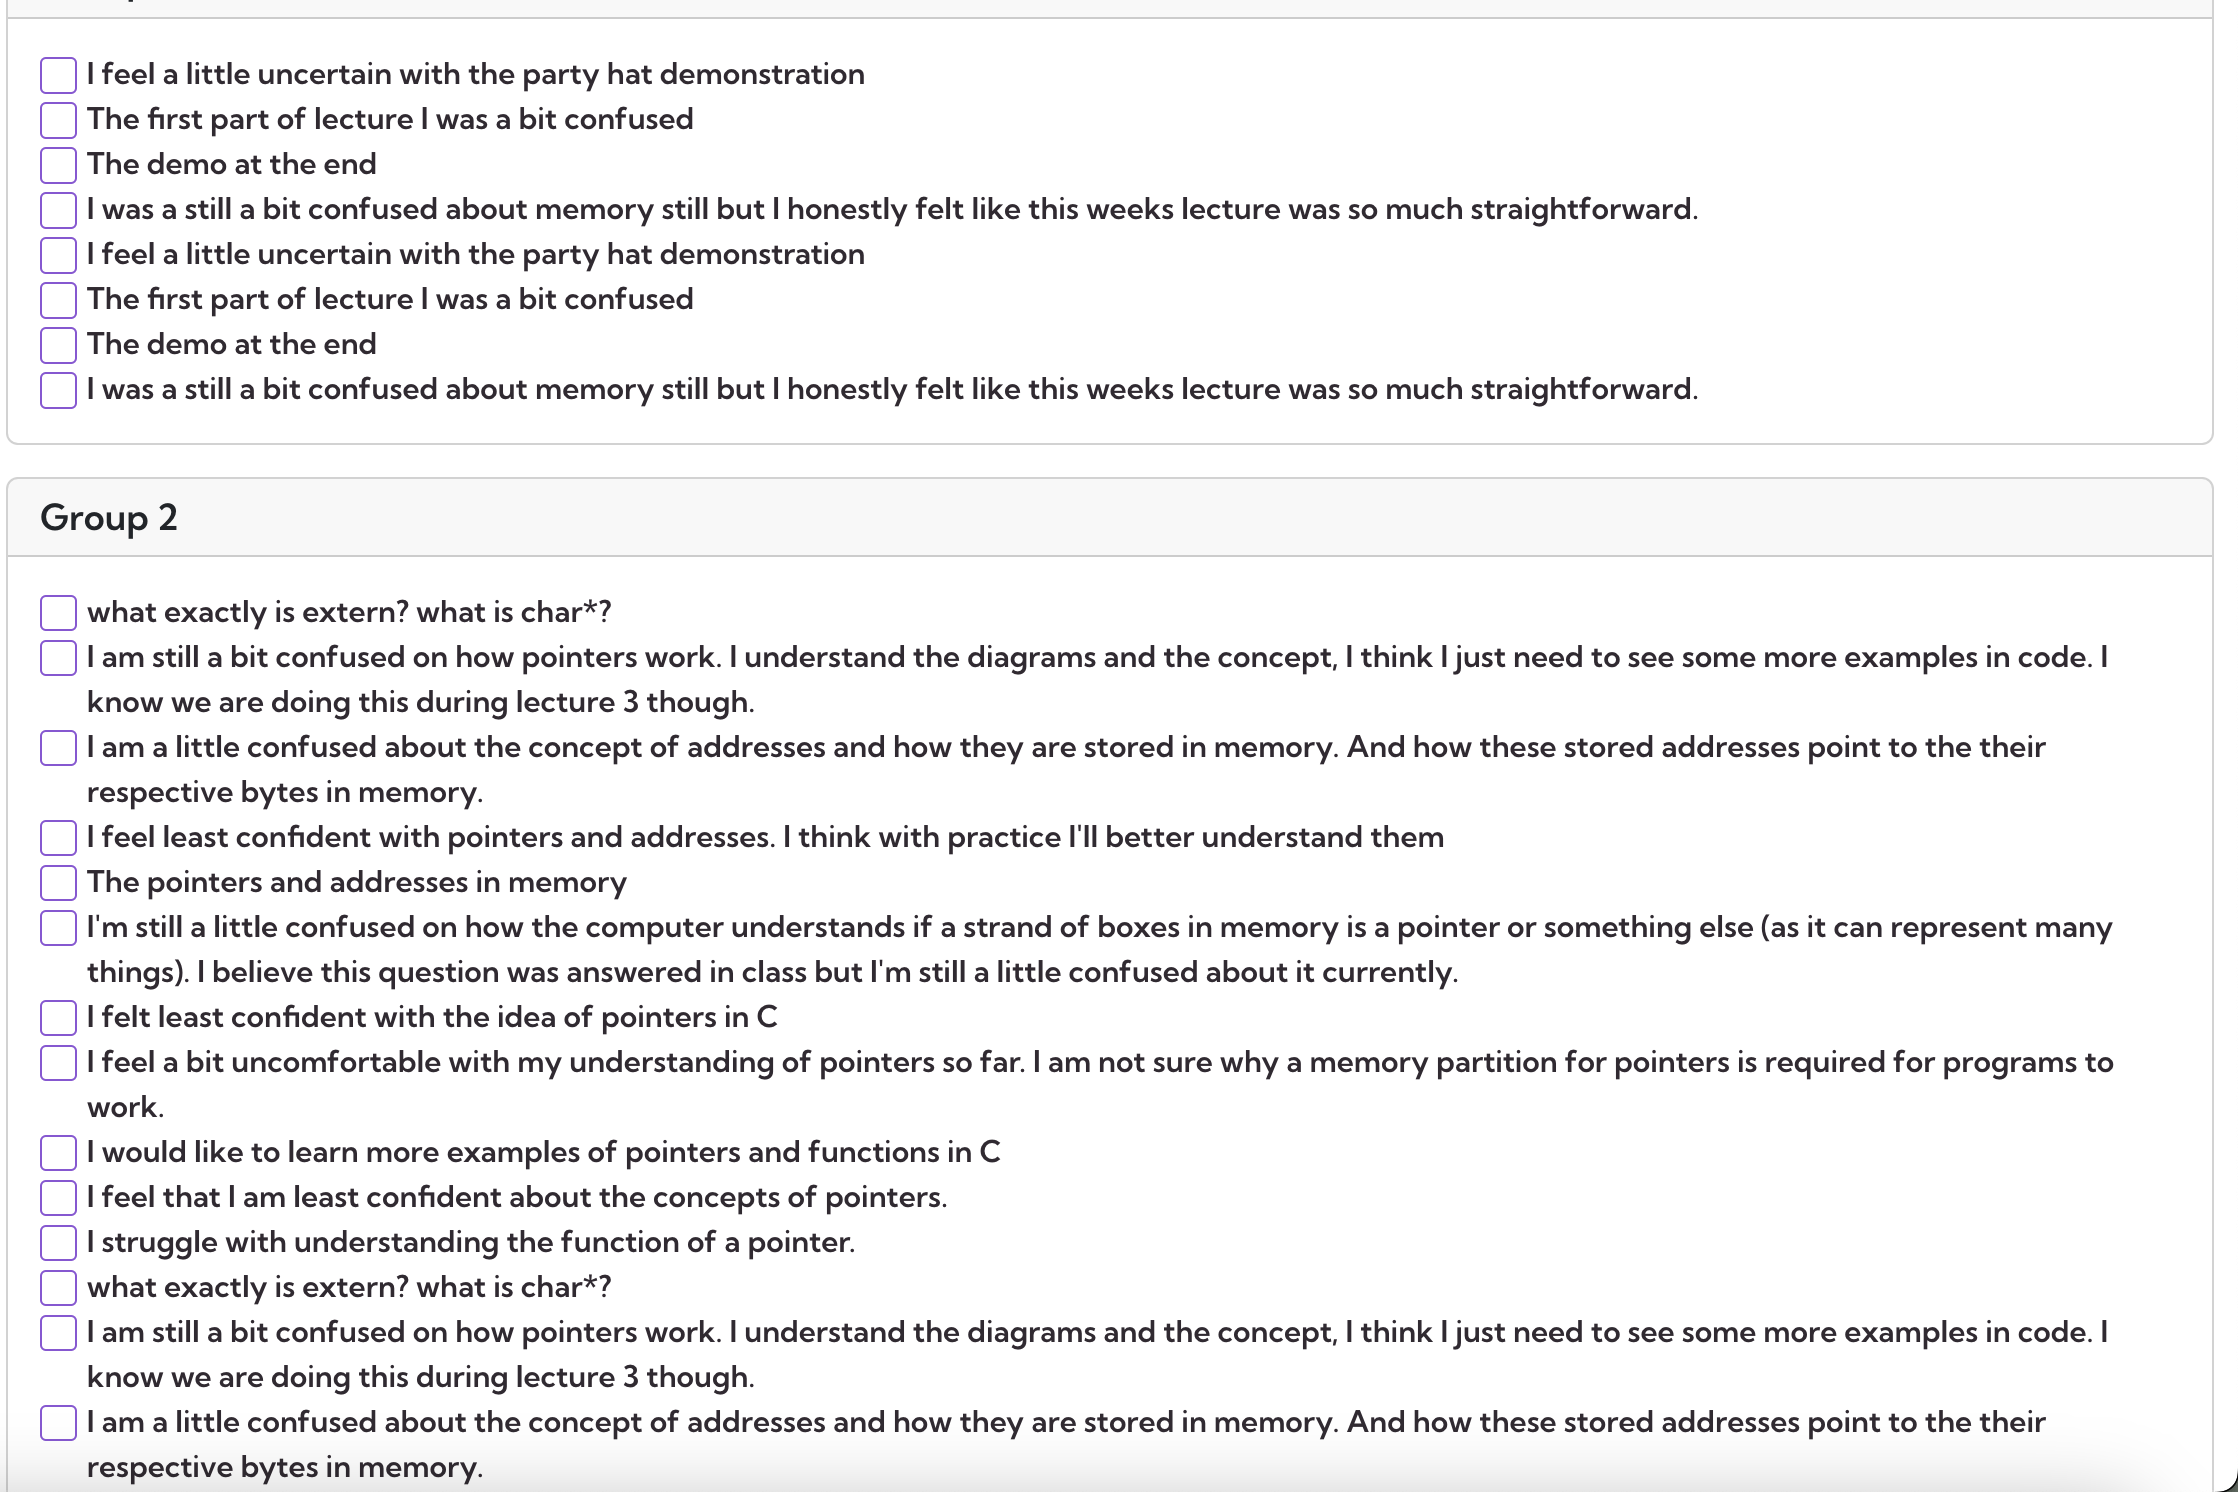 I feel a little uncertain with the party hat demonstration
The first part of lecture I was a bit confused
The demo at the end
I was a still a bit confused about memory still but I honestly felt like this weeks lecture was so much straightforward.
I feel a little uncertain with the party hat demonstration
The first part of lecture I was a bit confused
The demo at the end
I was a still a bit confused about memory still but I honestly felt like this weeks lecture was so much straightforward.
Group 2
what exactly is extern? what is char*?
I am still a bit confused on how pointers work. I understand the diagrams and the concept, I think I just need to see some more examples in code. I
know we are doing this during lecture 3 though.
I am a little confused about the concept of addresses and how they are stored in memory. And how these stored addresses point to the their
respective bytes in memory.
I feel least confident with pointers and addresses. I think with practice I'll better understand them
The pointers and addresses in memory
I'm still a little confused on how the computer understands if a strand of boxes in memory is a pointer or something else (as it can represent many
things). I believe this question was answered in class but I'm still a little confused about it currently.
I felt least confident with the idea of pointers in C
I feel a bit uncomfortable with my understanding of pointers so far. I am not sure why a memory partition for pointers is required for programs to
work.
I would like to learn more examples of pointers and functions in C
I feel that I am least confident about the concepts of pointers.
I struggle with understanding the function of a pointer.
what exactly is extern? what is char*?
I am still a bit confused on how pointers work. I understand the diagrams and the concept, I think I just need to see some more examples in code. I
know we are doing this during lecture 3 though.
I am a little confused about the concept of addresses and how they are stored in memory. And how these stored addresses point to the their
respective bytes in memory.